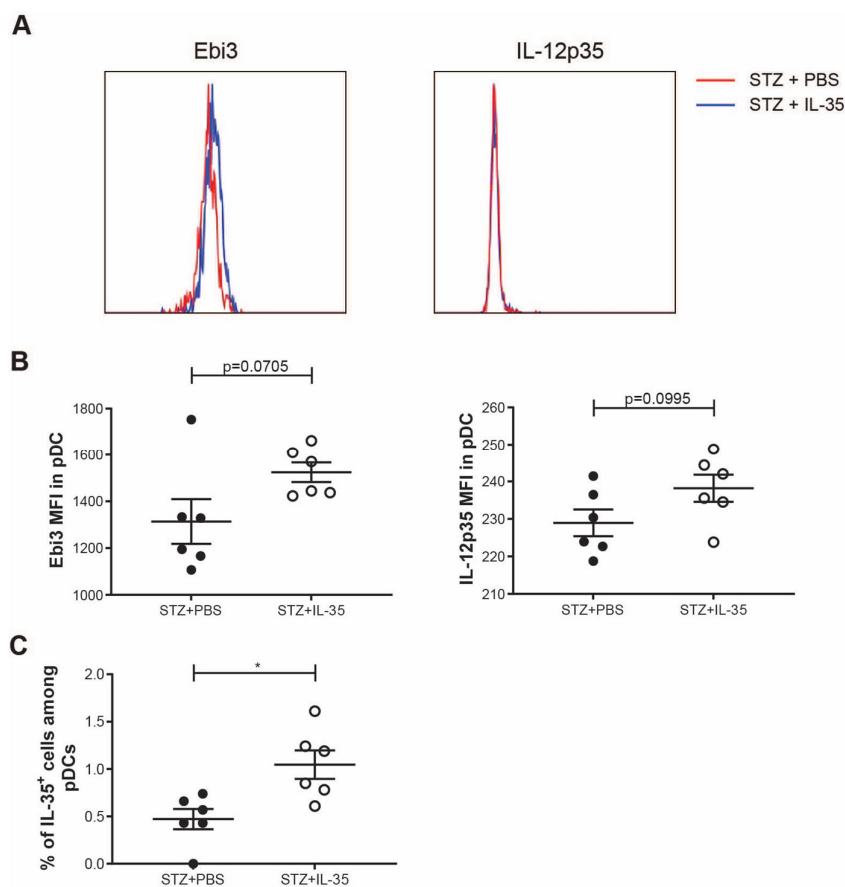 A
Ebi3
IL-12p35
STZ + PBS
STZ + IL-35
B
p=0.0705
Ebi3 MFI in pDC
1800
1600
1400
1200
1000
STZ+PBS
STZ+IL-35
p=0.0995
IL-12p35 MFI in pDC
260
250
240
230
220
210
STZ+PBS
STZ+IL-35
C
*
% of IL-35⁺ cells among
pDCs
2.0
1.5
1.0
0.5
0.0
STZ+PBS
STZ+IL-35